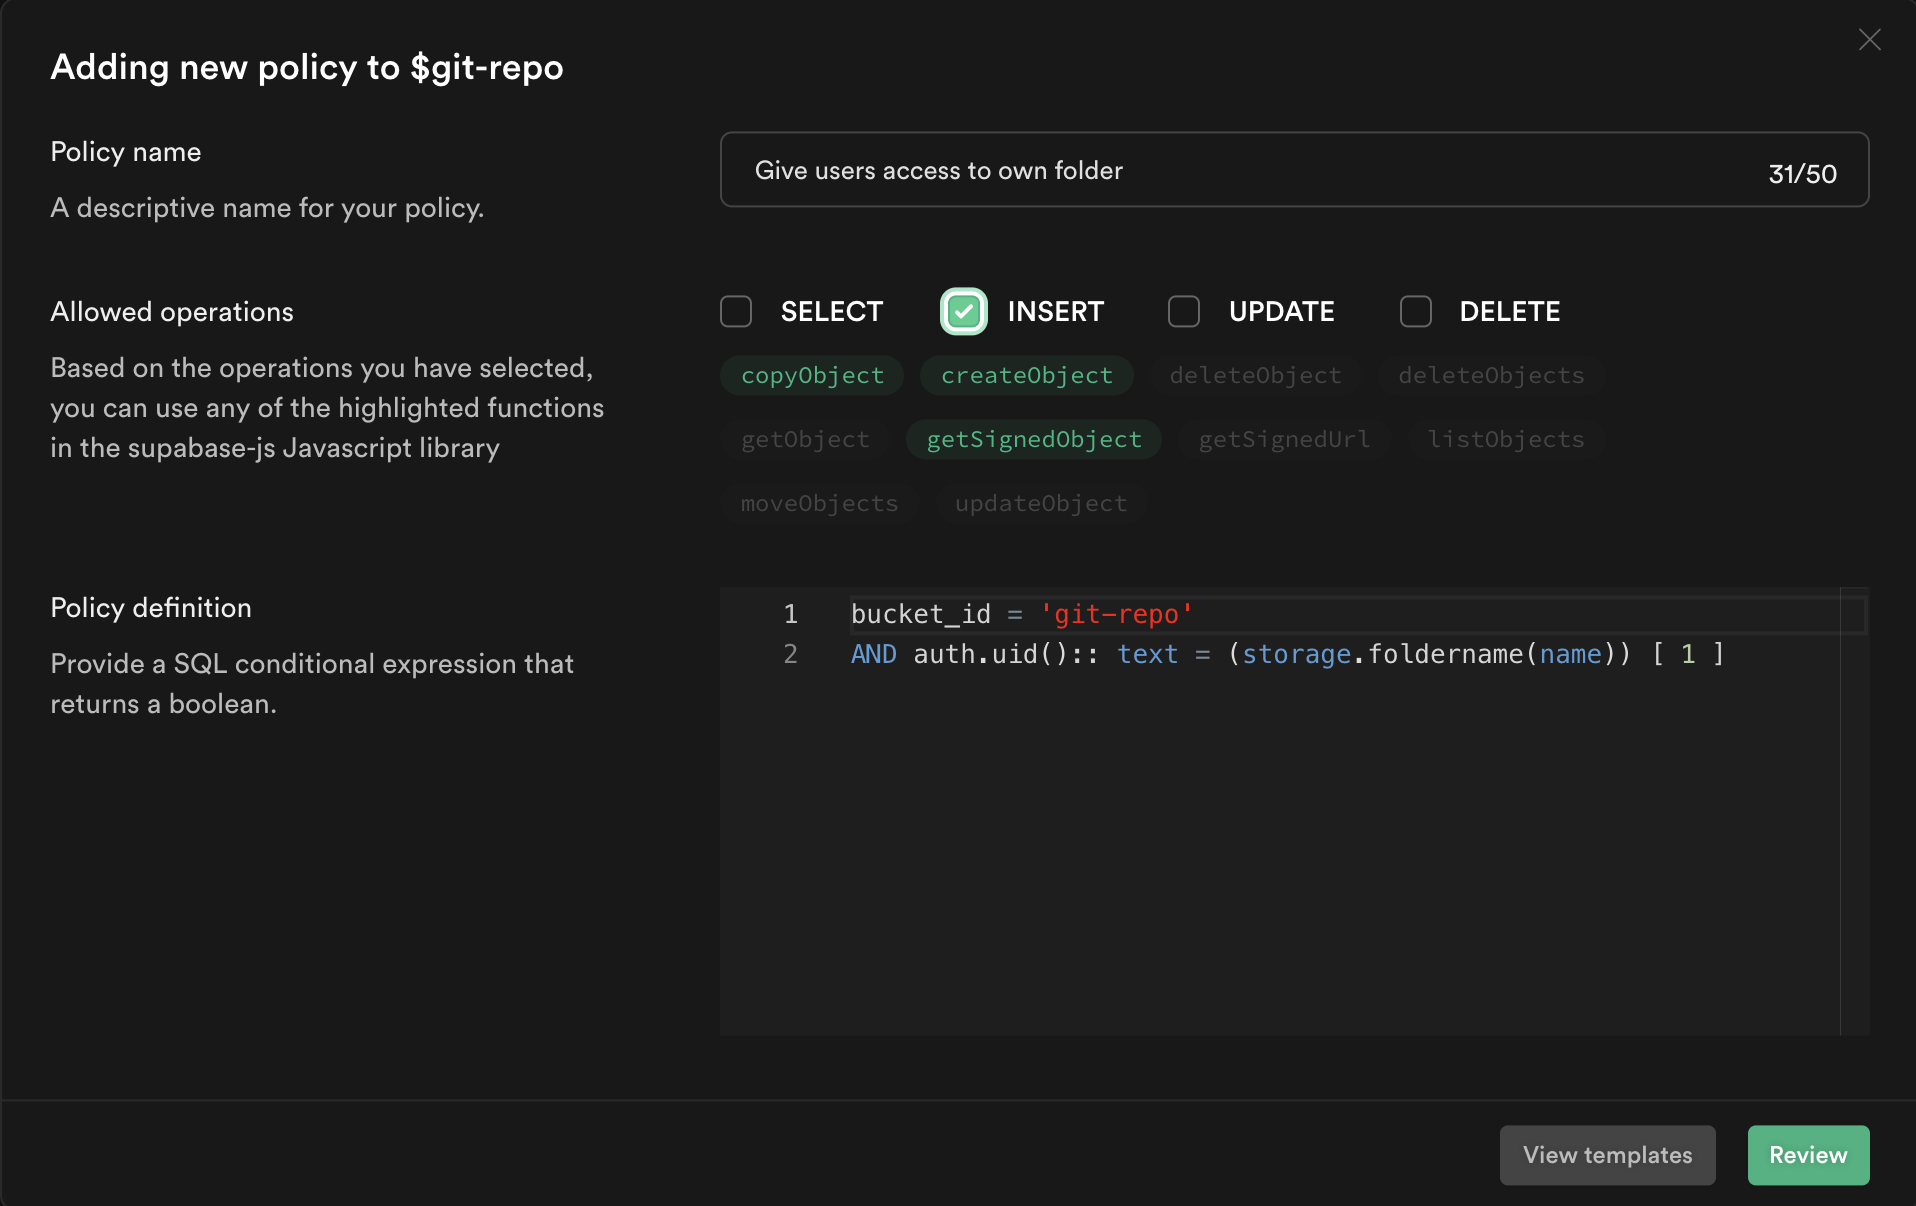 Adding new policy to $git-repo
Policy name
A descriptive name for your policy.
Give users access to own folder
31/50
Allowed operations
Based on the operations you have selected,
you can use any of the highlighted functions
in the supabase-js Javascript library
SELECT INSERT UPDATE DELETE
copyObject createObject deleteObject deleteObjects
getObject getSignedObject getSignedUrl listObjects
moveObjects updateObject
Policy definition
Provide a SQL conditional expression that
returns a boolean.
1 bucket_id = 'git-repo'
2 AND auth.uid():: text = (storage.foldername(name)) [ 1 ]
View templates
Review